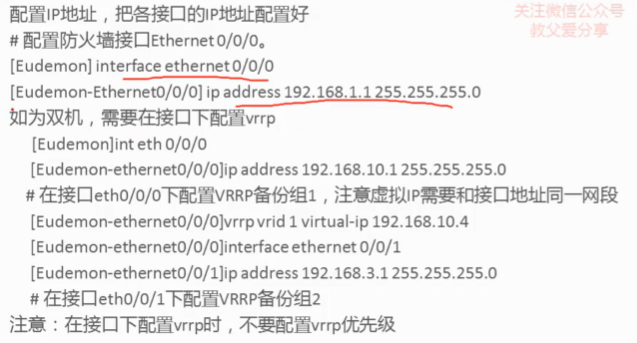 配置IP地址，把各接口的IP地址配置好
关注微信公众号
教父爱分享
# 配置防火墙接口Ethernet 0/0/0。
[Eudemon] interface ethernet 0/0/0
[Eudemon-Ethernet0/0/0] ip address 192.168.1.1 255.255.255.0
如为双机，需要在接口下配置vrrp
[Eudemon]int eth 0/0/0
[Eudemon-ethernet0/0/0]ip address 192.168.10.1 255.255.255.0
# 在接口eth0/0/0下配置VRRP备份组1，注意虚拟IP需要和接口地址同一网段
[Eudemon-ethernet0/0/0]vrrp vrid 1 virtual-ip 192.168.10.4
[Eudemon-ethernet0/0/0]interface ethernet 0/0/1
[Eudemon-ethernet0/0/1]ip address 192.168.3.1 255.255.255.0
# 在接口eth0/0/1下配置VRRP备份组2
注意：在接口下配置vrrp时，不要配置vrrp优先级